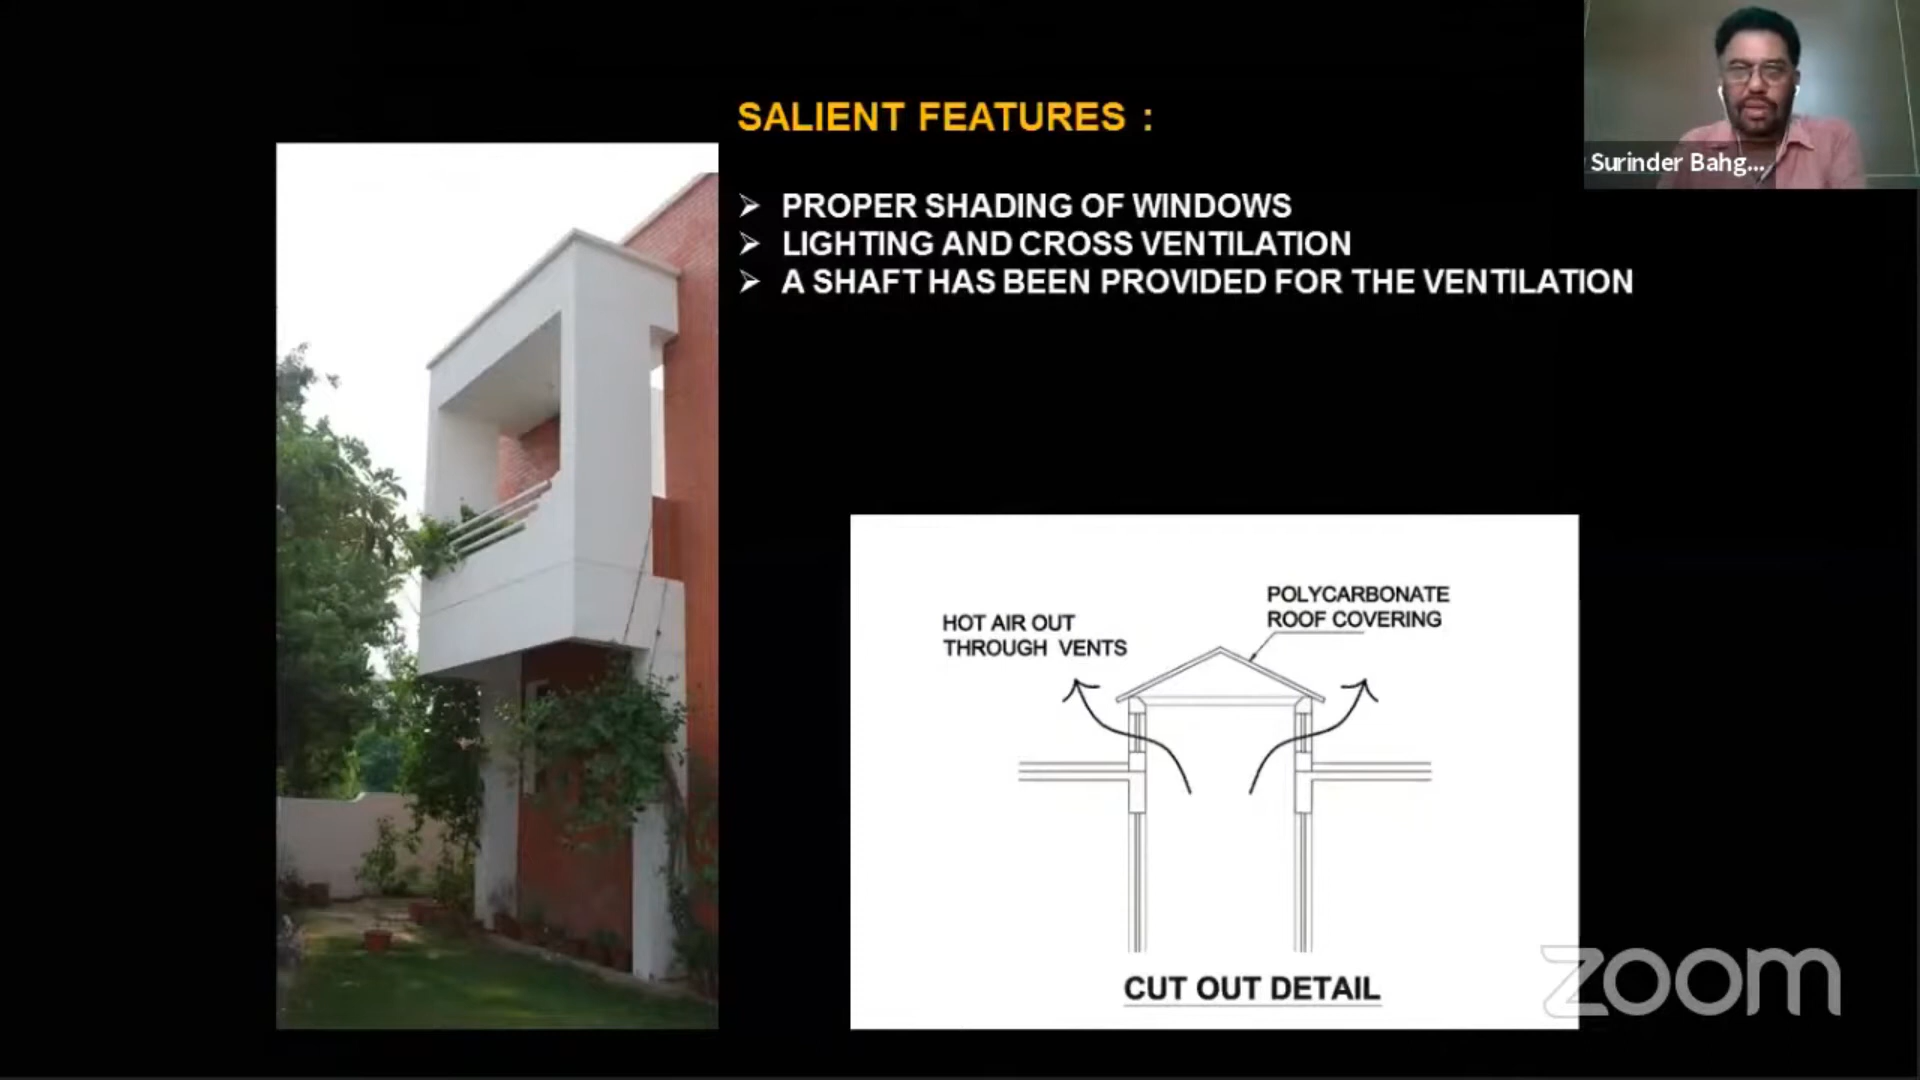 SALIENT FEATURES :
Surinder Bahg...
➢ PROPER SHADING OF WINDOWS
➢ LIGHTING AND CROSS VENTILATION
➢ A SHAFT HAS BEEN PROVIDED FOR THE VENTILATION
HOT AIR OUT
THROUGH VENTS
POLYCARBONATE
ROOF COVERING
CUT OUT DETAIL
zoom